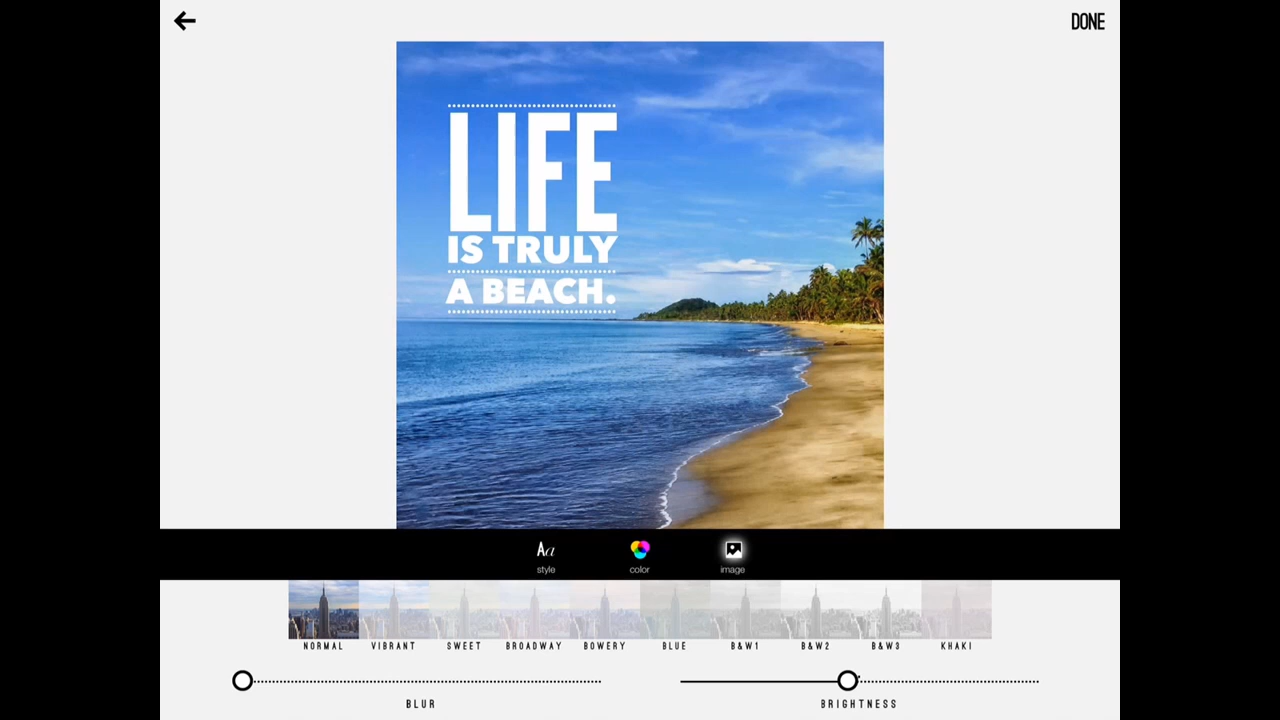 DONE
LIFE
IS TRULY
A BEACH.
Aa
style
color
image
NORMAL
VIBRANT
SWEET
BROADWAY
BOWERY
BLUE
B&W1
B&W2
B&W3
KHAKI
BLUR
BRIGHTNESS